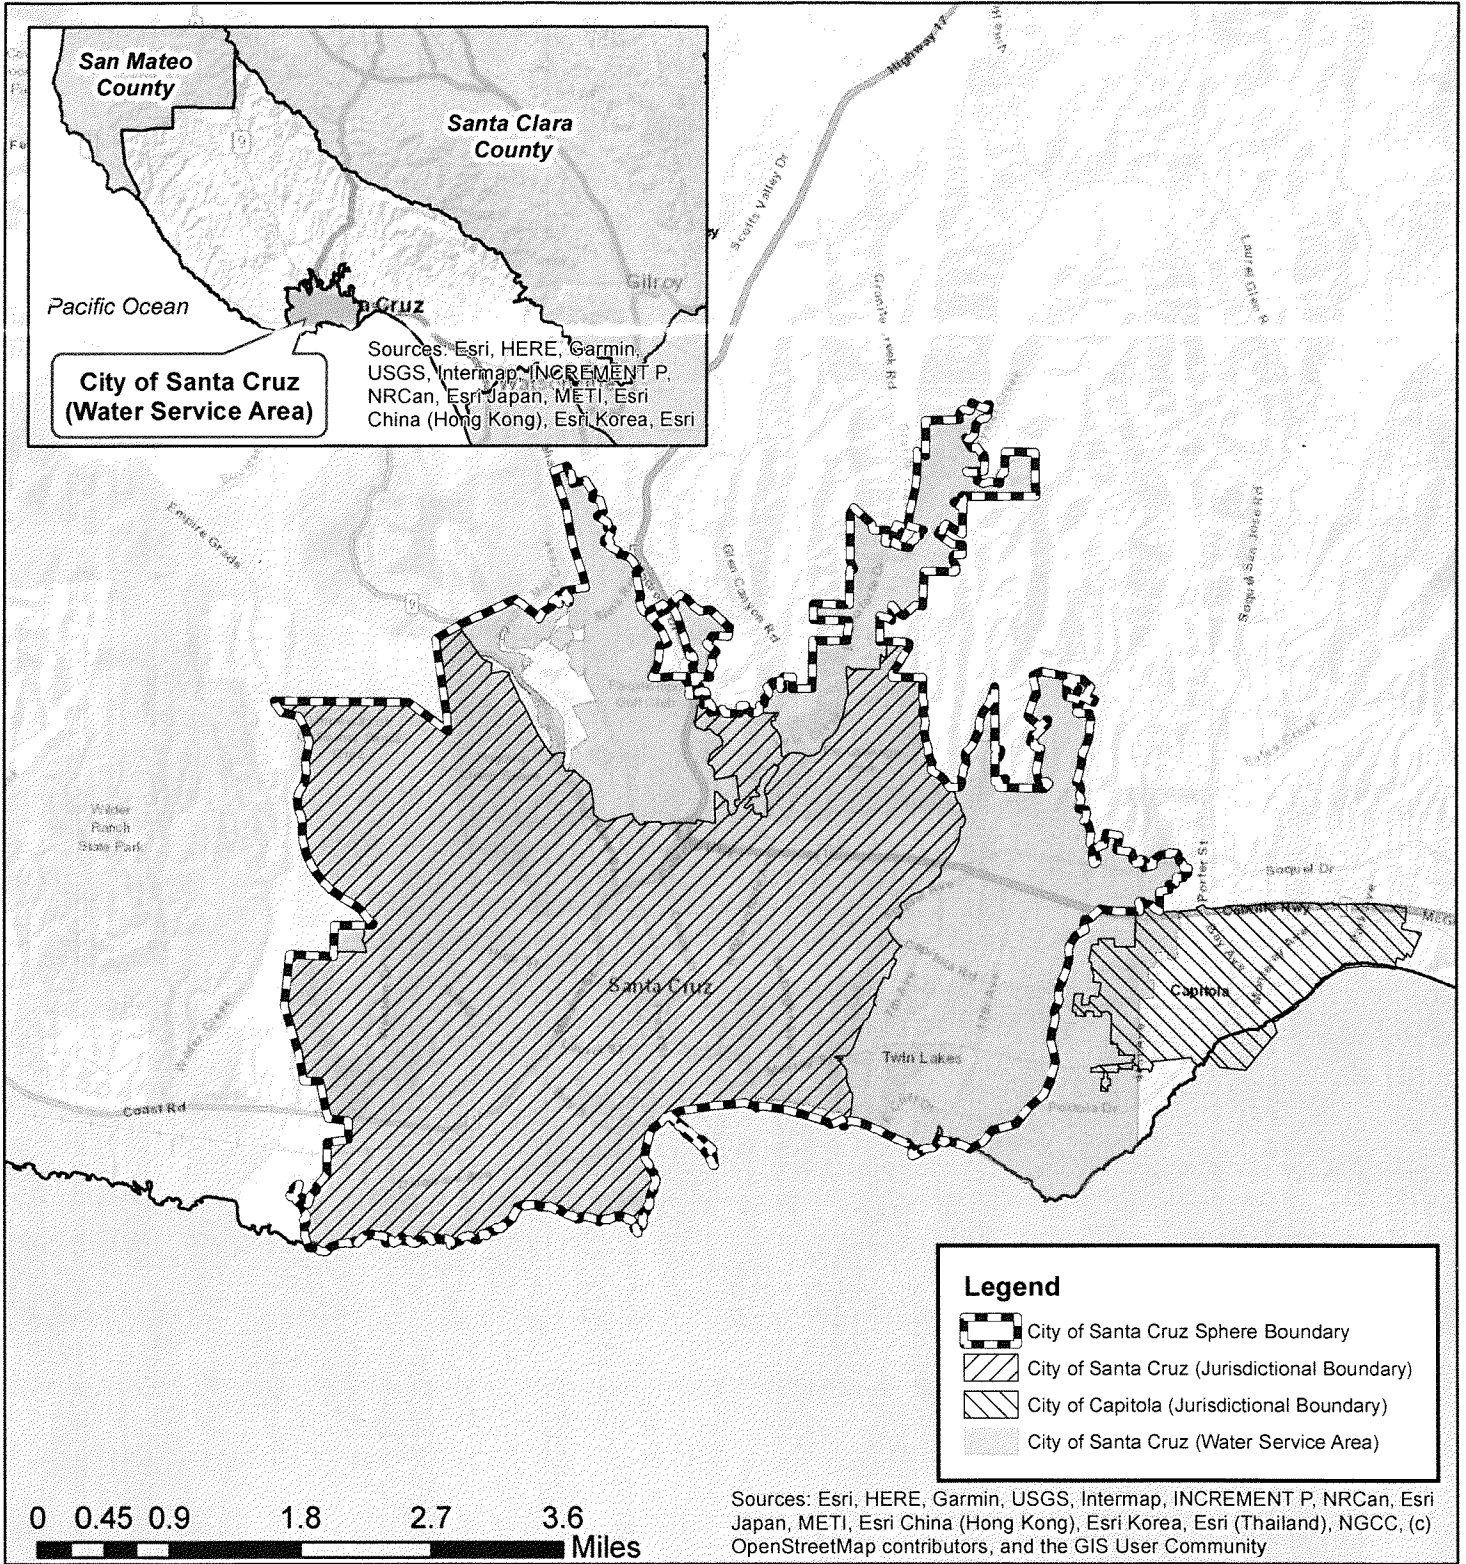 San Mateo
County
Santa Clara
County
9
Gilroy
Pacific Ocean
a Cruz
City of Santa Cruz
(Water Service Area)
Sources: Esri, HERE, Garmin,
USGS, Intermap, INCREMENT P,
NRCan, Esri Japan, METI, Esri
China (Hong Kong), Esri Korea, Esri
Highway 17
Scotts Valley Dr
Laurel Glen R
Empire Grade
Glen Canyon Rd
Soquel San Jose Rd
9
Wilder
Ranch
State Park
Porter St
Soquel Dr
Bay Ave
Capitola
Santa Cruz
Twin Lakes
Portola Dr
Coast Rd
Legend
City of Santa Cruz Sphere Boundary
City of Santa Cruz (Jurisdictional Boundary)
City of Capitola (Jurisdictional Boundary)
City of Santa Cruz (Water Service Area)
0 0.45 0.9 1.8 2.7 3.6
Miles
Sources: Esri, HERE, Garmin, USGS, Intermap, INCREMENT P, NRCan, Esri
Japan, METI, Esri China (Hong Kong), Esri Korea, Esri (Thailand), NGCC, (c)
OpenStreetMap contributors, and the GIS User Community